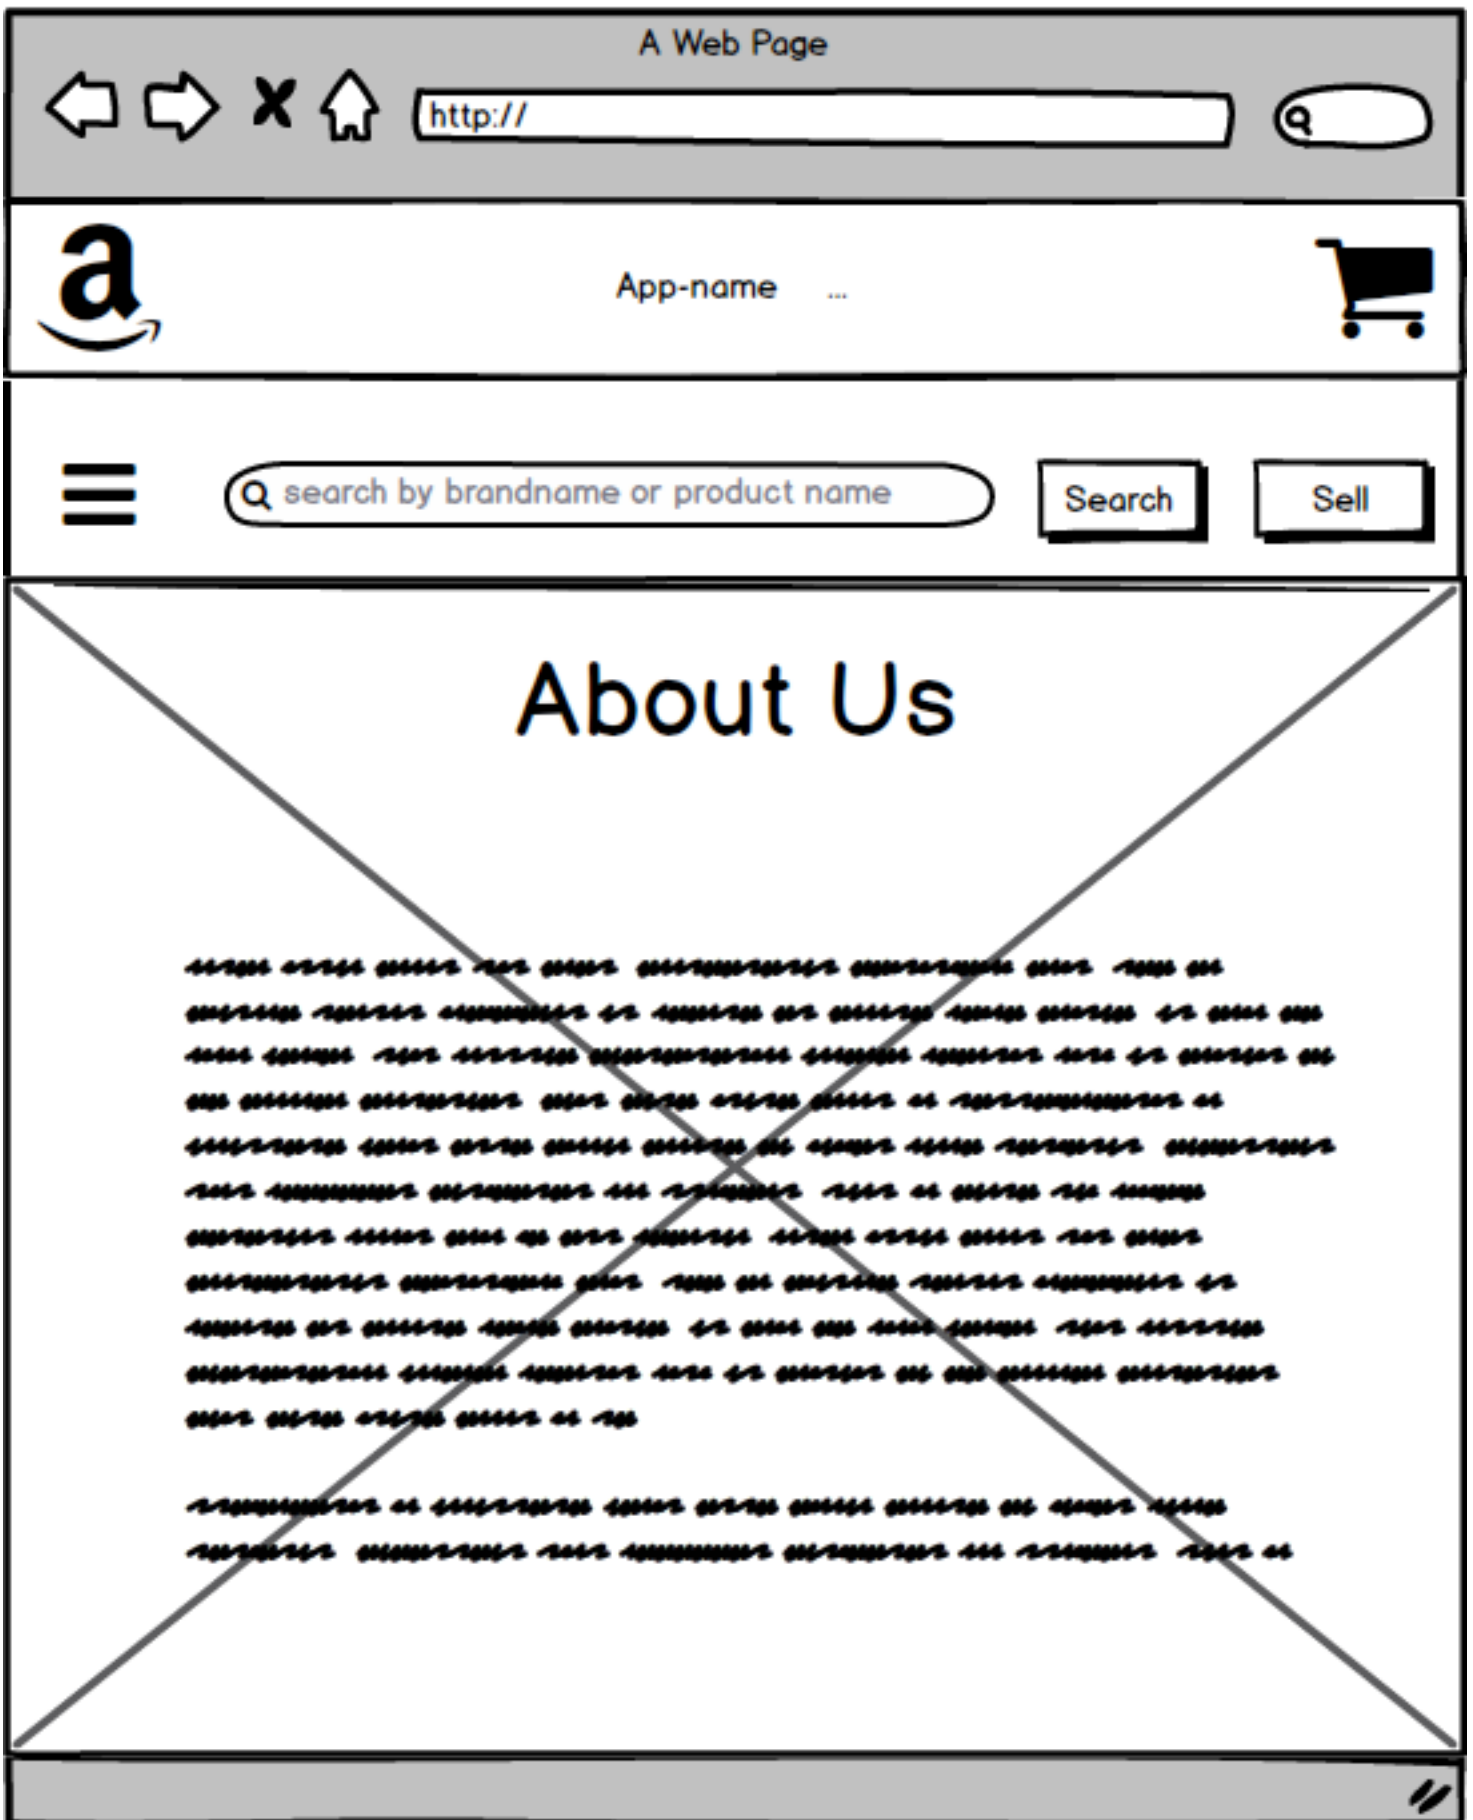 A Web Page
http://
a
App-name ...
search by brandname or product name
Search
Sell
About Us